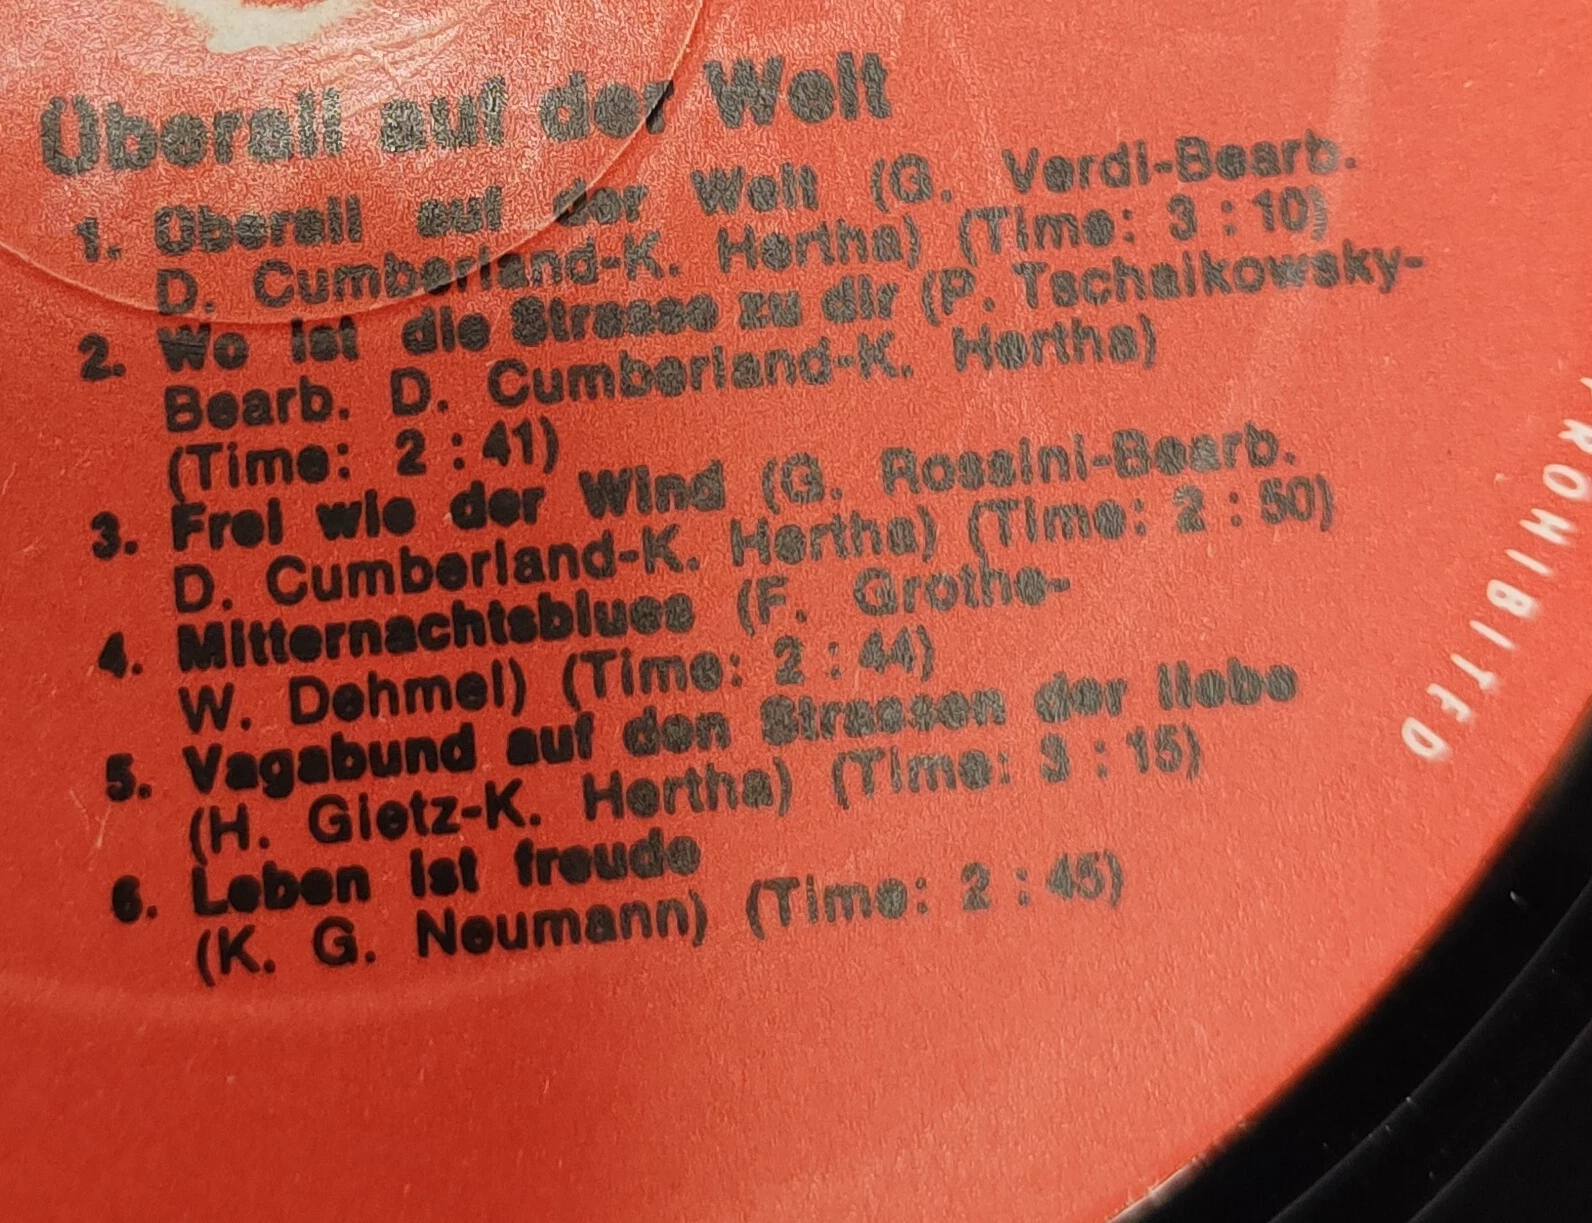 Überall auf der Welt
1. Überall auf der Welt (G. Verdi-Bearb.
D. Cumberland-K. Hertha) (Time: 3 : 10)
2. Wo ist die Strasse zu dir (P. Tschaikowsky-
Bearb. D. Cumberland-K. Hertha)
(Time: 2 : 41)
3. Frei wie der Wind (G. Rossini-Bearb.
D. Cumberland-K. Hertha) (Time: 2 : 50)
4. Mitternachtsblues (F. Grothe-
W. Dehmel) (Time: 2 : 44)
5. Vagabund auf den Strassen der liebe
(H. Gietz-K. Hertha) (Time: 3 : 15)
6. Leben ist freude
(K. G. Neumann) (Time: 2 : 45)
PROHIBITED